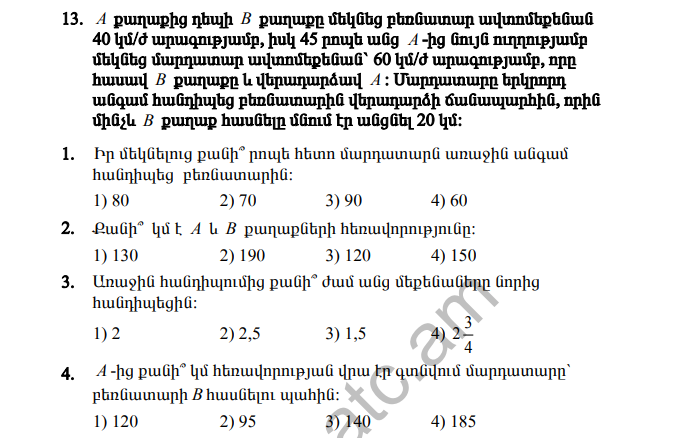 13. A քաղաքից դեպի B քաղաքը մեկնեց բեռնատար ավտոմեքենան
40 կմ/ժ արագությամբ, իսկ 45 րոպե անց A -ից նույն ուղղությամբ
մեկնեց մարդատար ավտոմեքենան՝ 60 կմ/ժ արագությամբ, որը
հասավ B քաղաքը և վերադարձավ A : Մարդատարը երկրորդ
անգամ հանդիպեց բեռնատարին վերադարձի ճանապարհին, որին
մինչև B քաղաք հասնելը մնում էր անցնել 20 կմ:
1. Իր մեկնելուց քանի՞ րոպե հետո մարդատարն առաջին անգամ
հանդիպեց բեռնատարին:
1) 80 2) 70 3) 90 4) 60
2. Քանի՞ կմ է A և B քաղաքների հեռավորությունը:
1) 130 2) 190 3) 120 4) 150
3. Առաջին հանդիպումից քանի՞ ժամ անց մեքենաները նորից
հանդիպեցին:
1) 2 2) 2,5 3) 1,5 4) 2 3/4
4. A -ից քանի՞ կմ հեռավորության վրա էր գտնվում մարդատարը՝
բեռնատարի B հասնելու պահին:
1) 120 2) 95 3) 140 4) 185
atc.am